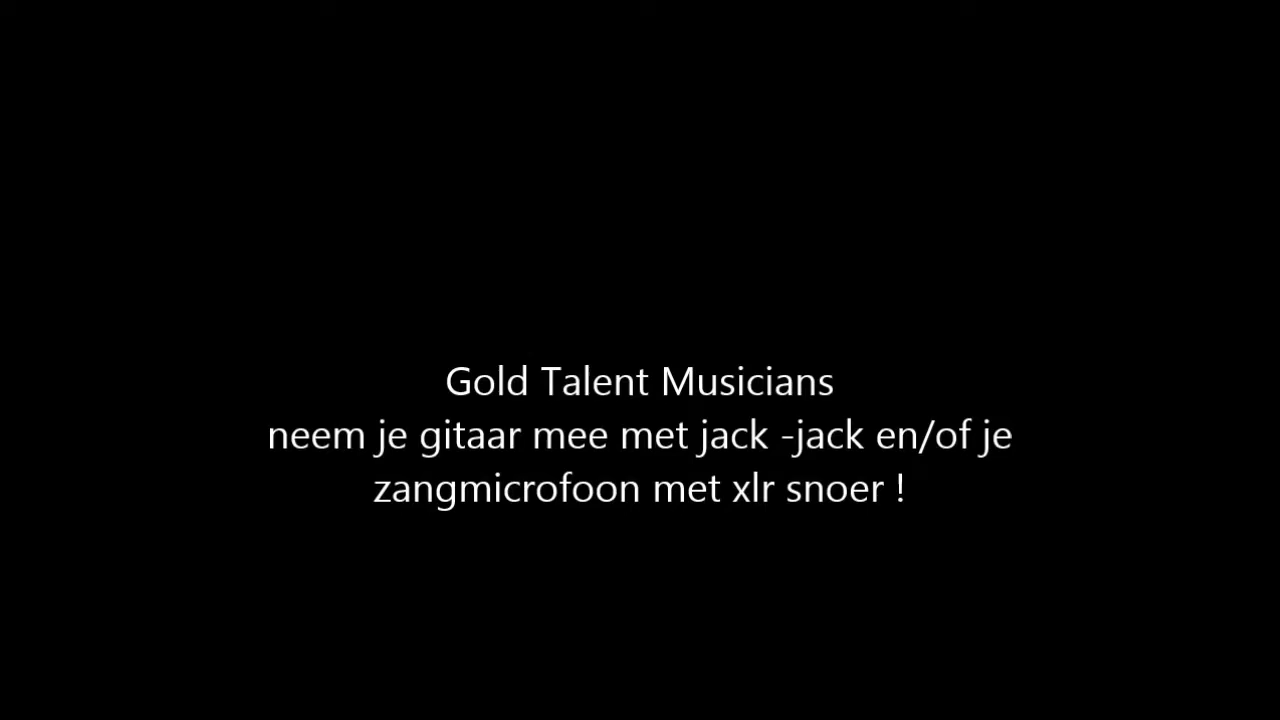 Gold Talent Musicians
neem je gitaar mee met jack -jack en/of je
zangmicrofoon met xlr snoer !